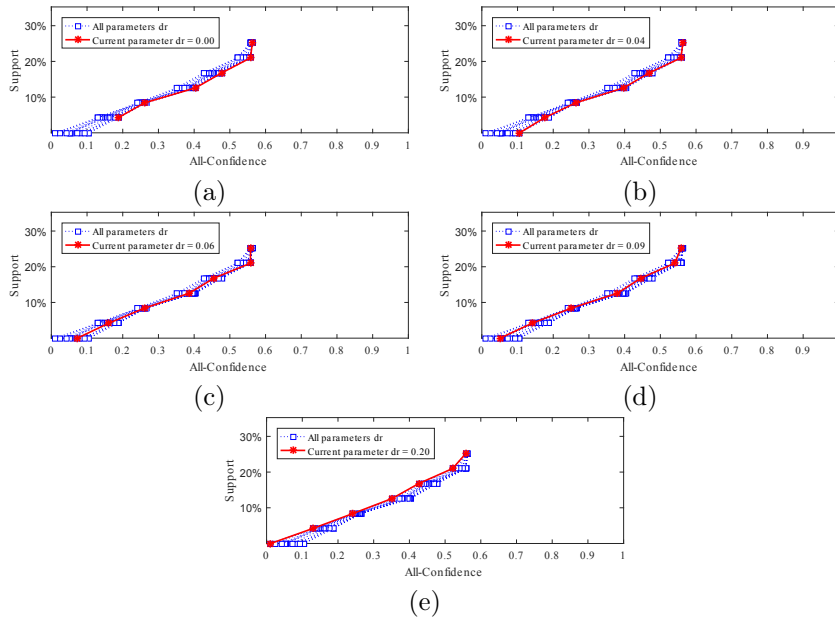 30%
20%
10%
Support
All parameters dr
Current parameter dr = 0.00
0 0.1 0.2 0.3 0.4 0.5 0.6 0.7 0.8 0.9 1
All-Confidence
(a)
30%
20%
10%
Support
All parameters dr
Current parameter dr = 0.04
0 0.1 0.2 0.3 0.4 0.5 0.6 0.7 0.8 0.9 1
All-Confidence
(b)
30%
20%
10%
Support
All parameters dr
Current parameter dr = 0.06
0 0.1 0.2 0.3 0.4 0.5 0.6 0.7 0.8 0.9 1
All-Confidence
(c)
30%
20%
10%
Support
All parameters dr
Current parameter dr = 0.09
0 0.1 0.2 0.3 0.4 0.5 0.6 0.7 0.8 0.9 1
All-Confidence
(d)
30%
20%
10%
Support
All parameters dr
Current parameter dr = 0.20
0 0.1 0.2 0.3 0.4 0.5 0.6 0.7 0.8 0.9 1
All-Confidence
(e)